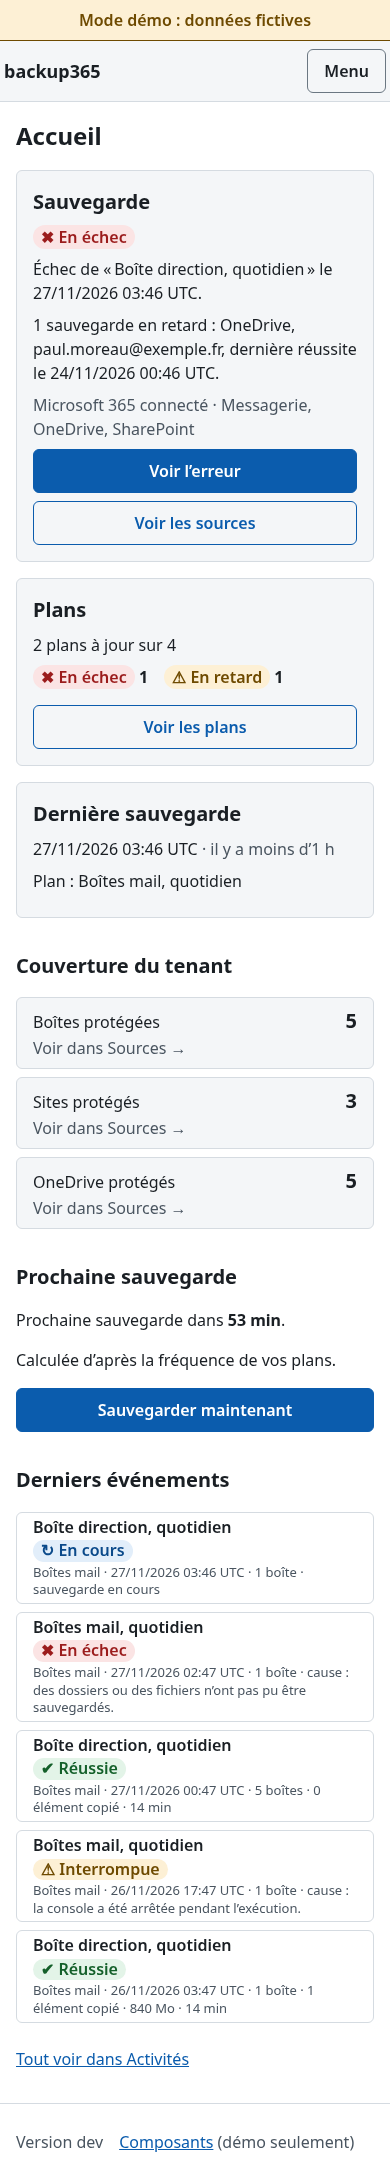 Mode démo : données fictives
backup365
Menu
Accueil
Sauvegarde
✖ En échec
Échec de « Boîte direction, quotidien » le
27/11/2026 03:46 UTC.
1 sauvegarde en retard : OneDrive,
paul.moreau@exemple.fr, dernière réussite
le 24/11/2026 00:46 UTC.
Microsoft 365 connecté · Messagerie,
OneDrive, SharePoint
Voir l’erreur
Voir les sources
Plans
2 plans à jour sur 4
✖ En échec 1 ⚠ En retard 1
Voir les plans
Dernière sauvegarde
27/11/2026 03:46 UTC · il y a moins d’1 h
Plan : Boîtes mail, quotidien
Couverture du tenant
Boîtes protégées 5
Voir dans Sources →
Sites protégés 3
Voir dans Sources →
OneDrive protégés 5
Voir dans Sources →
Prochaine sauvegarde
Prochaine sauvegarde dans 53 min.
Calculée d’après la fréquence de vos plans.
Sauvegarder maintenant
Derniers événements
Boîte direction, quotidien
↻ En cours
Boîtes mail · 27/11/2026 03:46 UTC · 1 boîte ·
sauvegarde en cours
Boîtes mail, quotidien
✖ En échec
Boîtes mail · 27/11/2026 02:47 UTC · 1 boîte · cause :
des dossiers ou des fichiers n’ont pas pu être
sauvegardés.
Boîte direction, quotidien
✔ Réussie
Boîtes mail · 27/11/2026 00:47 UTC · 5 boîtes · 0
élément copié · 14 min
Boîtes mail, quotidien
⚠ Interrompue
Boîtes mail · 26/11/2026 17:47 UTC · 1 boîte · cause :
la console a été arrêtée pendant l’exécution.
Boîte direction, quotidien
✔ Réussie
Boîtes mail · 26/11/2026 03:47 UTC · 1 boîte · 1
élément copié · 840 Mo · 14 min
Tout voir dans Activités
Version dev Composants (démo seulement)